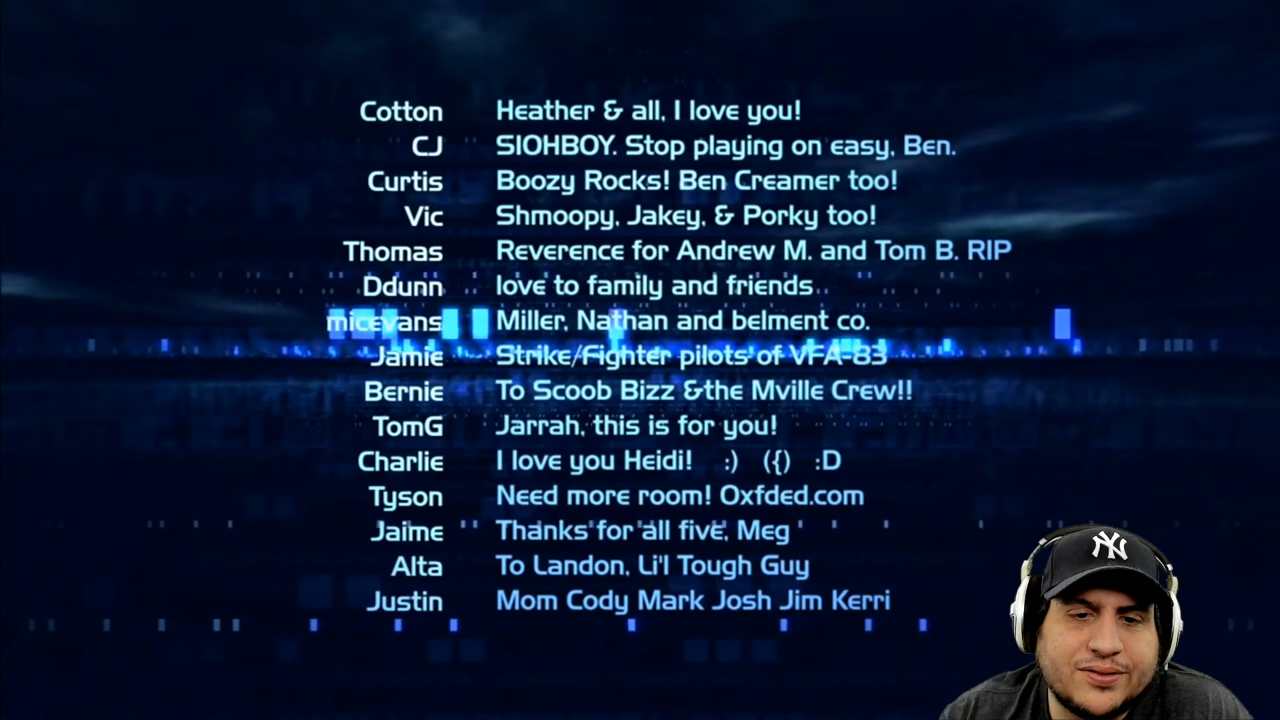 Cotton Heather & all, I love you!
CJ SIOHBOY. Stop playing on easy, Ben.
Curtis Boozy Rocks! Ben Creamer too!
Vic Shmoopy, Jakey, & Porky too!
Thomas Reverence for Andrew M. and Tom B. RIP
Ddunn love to family and friends
micevans Miller, Nathan and belment co.
Jamie Strike/Fighter pilots of VFA-83
Bernie To Scoob Bizz &the Mville Crew!!
TomG Jarrah, this is for you!
Charlie I love you Heidi! :) ({) :D
Tyson Need more room! Oxfded.com
Jaime Thanks for all five, Meg
Alta To Landon, Li'l Tough Guy
Justin Mom Cody Mark Josh Jim Kerri
NY